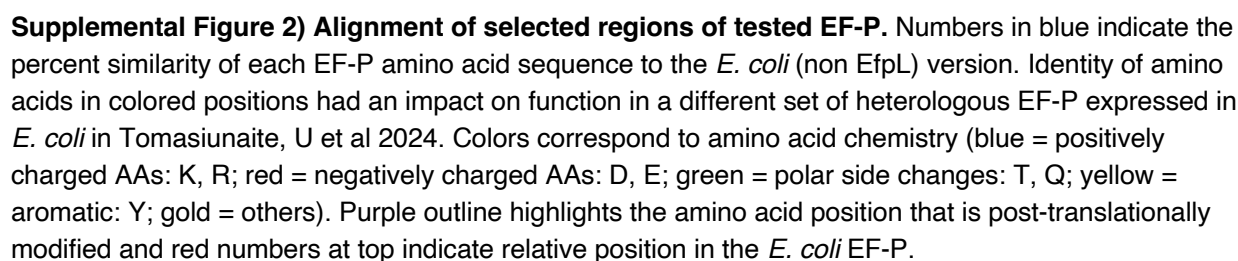 Supplemental Figure 2) Alignment of selected regions of tested EF-P. Numbers in blue indicate the
percent similarity of each EF-P amino acid sequence to the E. coli (non EfpL) version. Identity of amino
acids in colored positions had an impact on function in a different set of heterologous EF-P expressed in
E. coli in Tomasiunaite, U et al 2024. Colors correspond to amino acid chemistry (blue = positively
charged AAs: K, R; red = negatively charged AAs: D, E; green = polar side changes: T, Q; yellow =
aromatic: Y; gold = others). Purple outline highlights the amino acid position that is post-translationally
modified and red numbers at top indicate relative position in the E. coli EF-P.